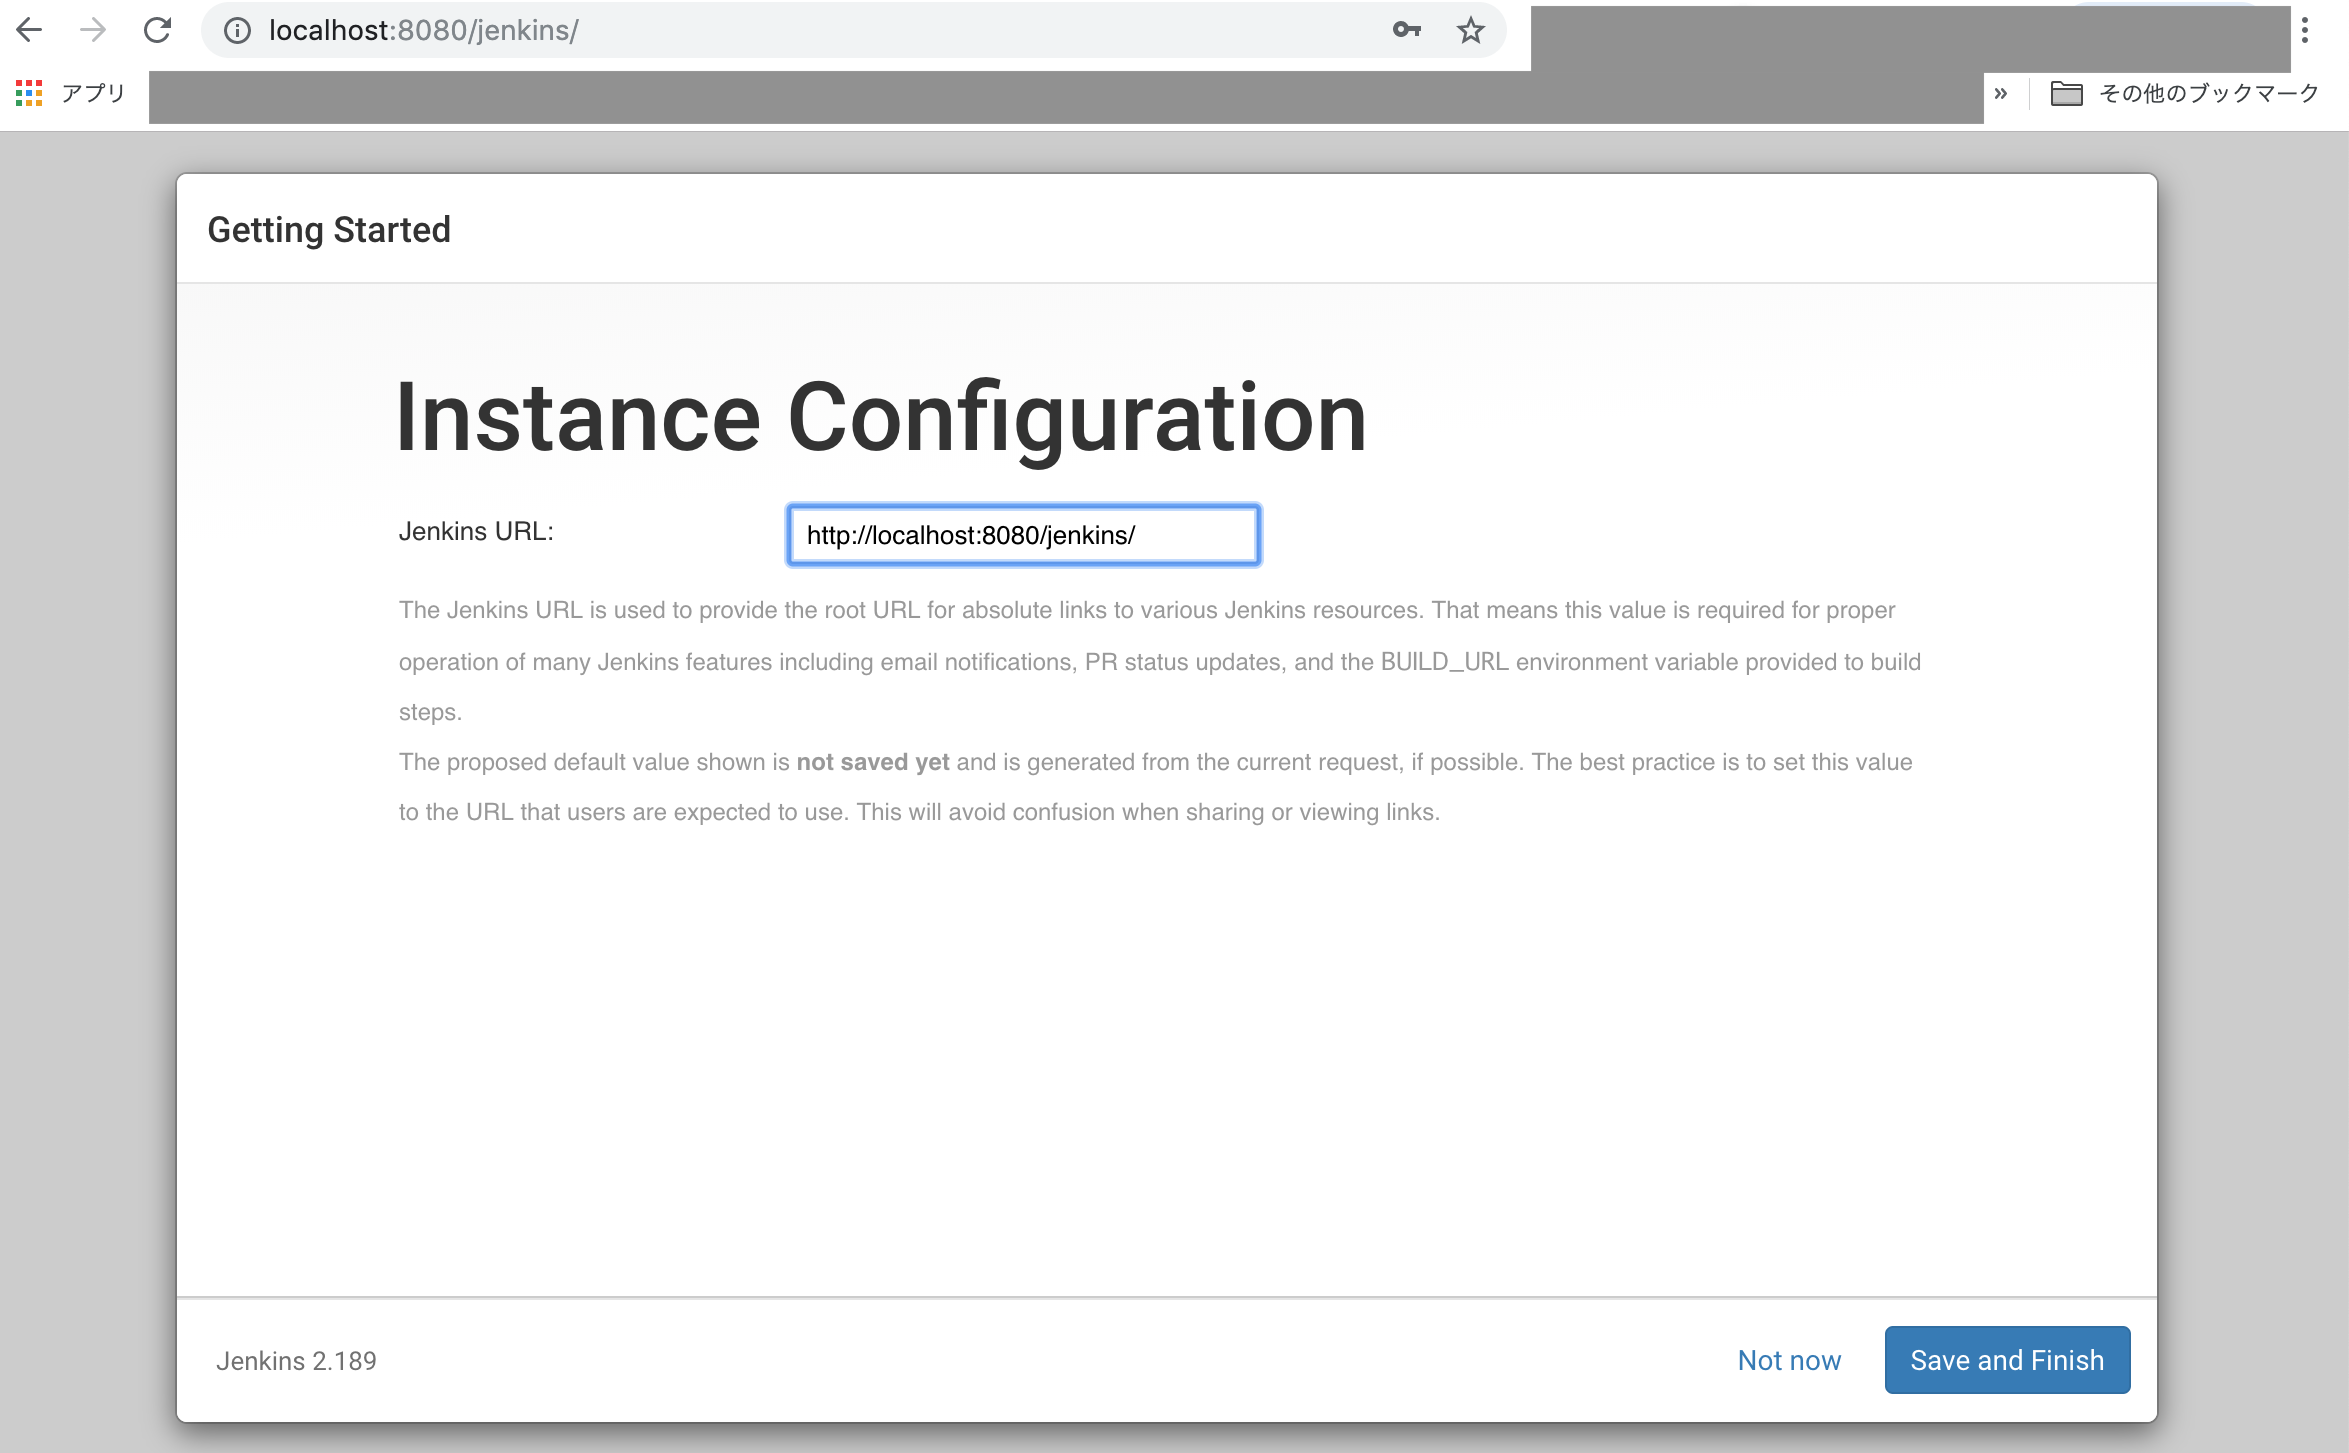 localhost:8080/jenkins/
アプリ
»
その他のブックマーク
Getting Started
Instance Configuration
Jenkins URL:
http://localhost:8080/jenkins/
The Jenkins URL is used to provide the root URL for absolute links to various Jenkins resources. That means this value is required for proper
operation of many Jenkins features including email notifications, PR status updates, and the BUILD_URL environment variable provided to build
steps.
The proposed default value shown is not saved yet and is generated from the current request, if possible. The best practice is to set this value
to the URL that users are expected to use. This will avoid confusion when sharing or viewing links.
Jenkins 2.189
Not now
Save and Finish